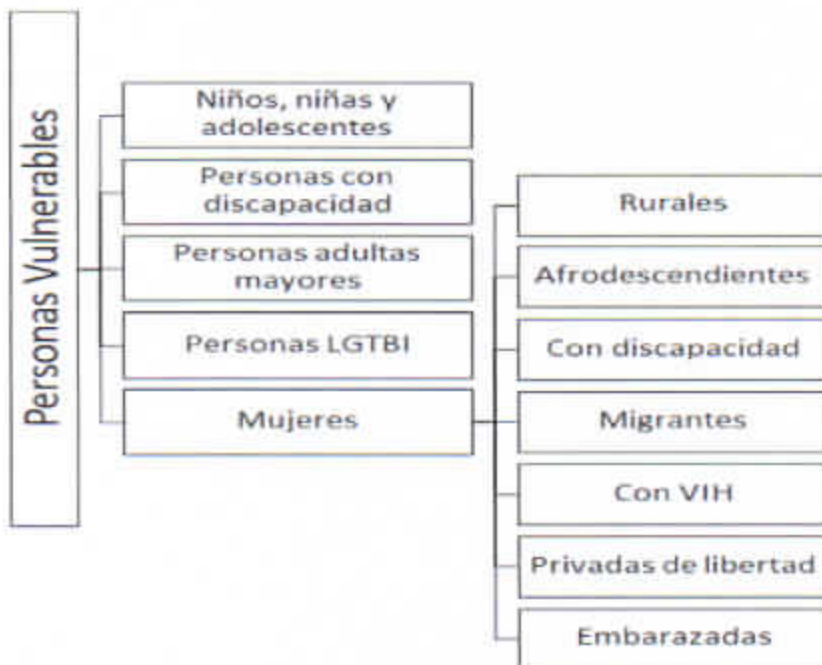 Personas Vulnerables
Niños, niñas y
adolescentes
Personas con
discapacidad
Personas adultas
mayores
Personas LGTBI
Mujeres
Rurales
Afrodescendientes
Con discapacidad
Migrantes
Con VIH
Privadas de libertad
Embarazadas